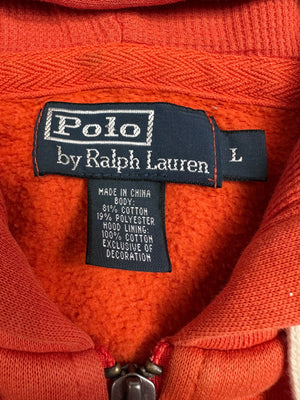 Polo
by Ralph Lauren
L
MADE IN CHINA
BODY:
81% COTTON
19% POLYESTER
HOOD LINING:
100% COTTON
EXCLUSIVE OF
DECORATION